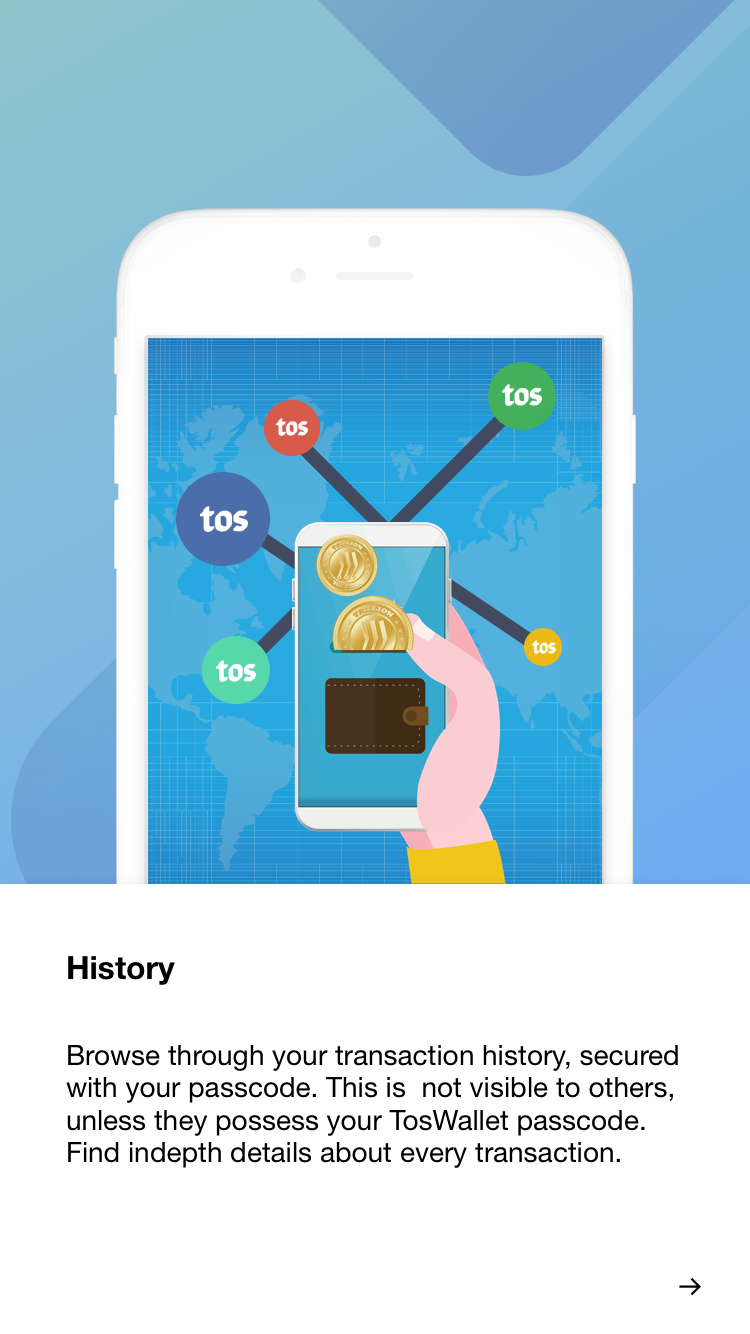 tos
tos
tos
tos
tos
History
Browse through your transaction history, secured
with your passcode. This is  not visible to others,
unless they possess your TosWallet passcode.
Find indepth details about every transaction.